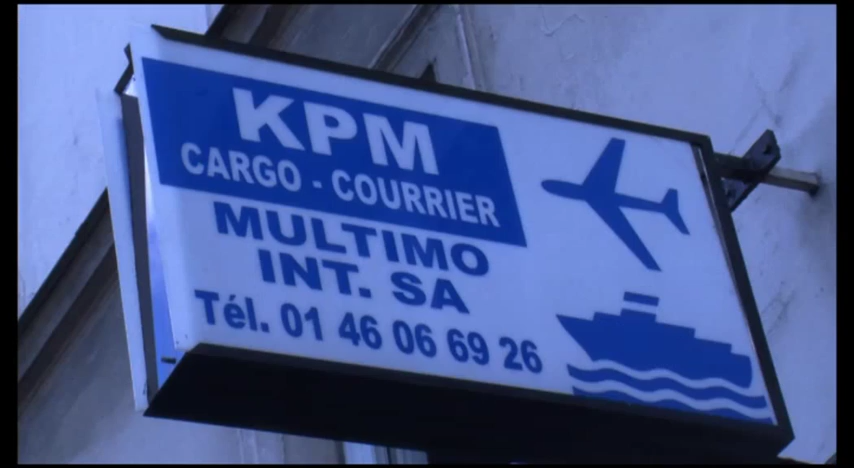 KPM
CARGO - COURRIER
MULTIMO
INT. SA
Tél. 01 46 06 69 26